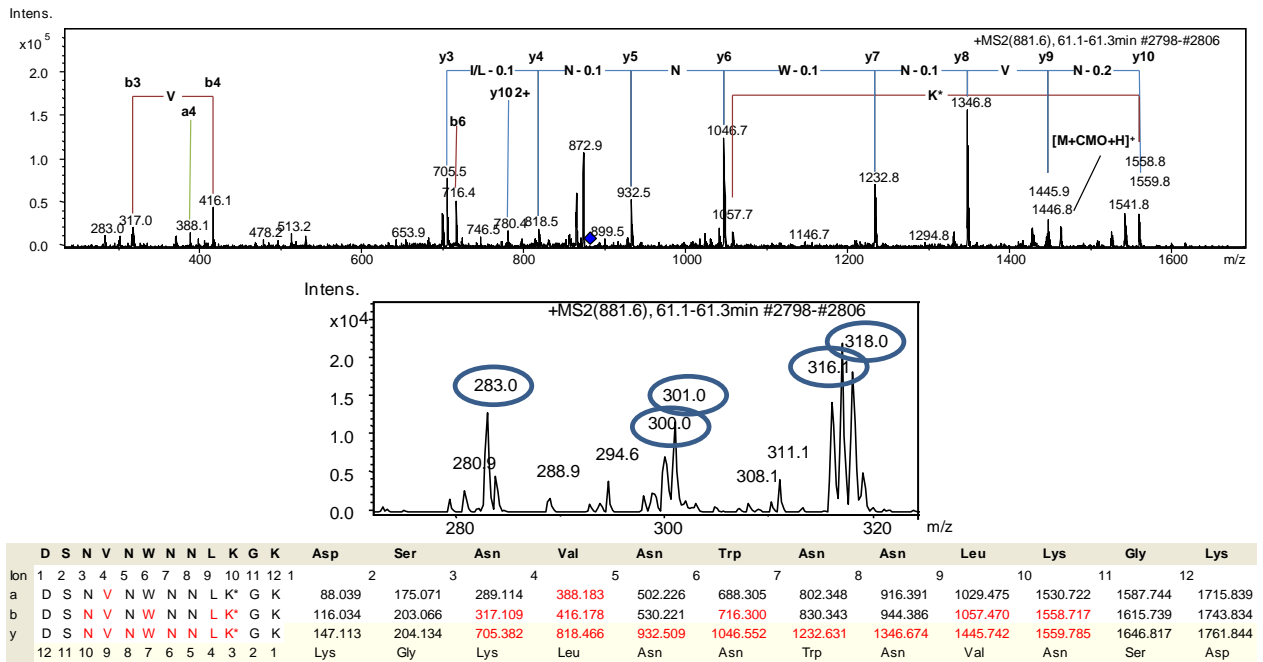 Intens.
x10 5
+MS2(881.6), 61.1-61.3min #2798-#2806
b3 V b4
a4
y3 I/L - 0.1 y4 N - 0.1 y5 N y6 W - 0.1 y7 N - 0.1 y8 V y9 N - 0.2 y10
y10 2+
b6
K*
[M+CMO+H]+
2.0
1.5
1.0
0.5
0.0
283.0
317.0
388.1
416.1
478.2
513.2
653.9
705.5
716.4
746.5
780.4
818.5
872.9
899.5
932.5
1046.7
1057.7
1146.7
1232.8
1294.8
1346.8
1445.9
1446.8
1541.8
1558.8
1559.8
400 600 800 1000 1200 1400 1600 m/z
Intens.
x10 4
+MS2(881.6), 61.1-61.3min #2798-#2806
2.0
1.5
1.0
0.5
0.0
280.9
283.0
288.9
294.6
300.0
301.0
308.1
311.1
316.1
318.0
280 300 320 m/z
D S N V N W N N L K G K Asp Ser Asn Val Asn Trp Asn Asn Leu Lys Gly Lys
Ion 1 2 3 4 5 6 7 8 9 10 11 12 1 2 3 4 5 6 7 8 9 10 11 12
a D S N V N W N N L K* G K 88.039 175.071 289.114 388.183 502.226 688.305 802.348 916.391 1029.475 1530.722 1587.744 1715.839
b D S N V N W N N L K* G K 116.034 203.066 317.109 416.178 530.221 716.300 830.343 944.386 1057.470 1558.717 1615.739 1743.834
y D S N V N W N N L K* G K 147.113 204.134 705.382 818.466 932.509 1046.552 1232.631 1346.674 1445.742 1559.785 1646.817 1761.844
12 11 10 9 8 7 6 5 4 3 2 1 Lys Gly Lys Leu Asn Asn Trp Asn Val Asn Ser Asp